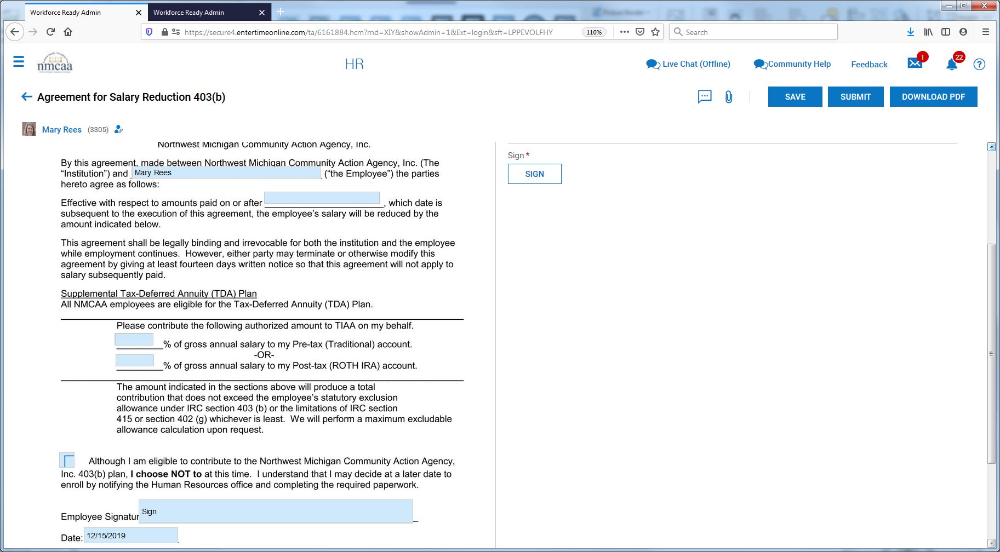 Workforce Ready Admin
Workforce Ready Admin
https://secure4.entertimeonline.com/ta/6161884.hcm?rnd=XIY&showAdmin=1&Ext=login&sft=LPPEVOLFHY
110%
Search
nmcaa
HR
Live Chat (Offline)
Community Help
Feedback
1
22
?
Agreement for Salary Reduction 403(b)
SAVE
SUBMIT
DOWNLOAD PDF
Mary Rees (3305)
Northwest Michigan Community Action Agency, Inc.
By this agreement, made between Northwest Michigan Community Action Agency, Inc. (The
“Institution”) and Mary Rees (“the Employee”) the parties
hereto agree as follows:
Effective with respect to amounts paid on or after , which date is
subsequent to the execution of this agreement, the employee’s salary will be reduced by the
amount indicated below.
This agreement shall be legally binding and irrevocable for both the institution and the employee
while employment continues. However, either party may terminate or otherwise modify this
agreement by giving at least fourteen days written notice so that this agreement will not apply to
salary subsequently paid.
Supplemental Tax-Deferred Annuity (TDA) Plan
All NMCAA employees are eligible for the Tax-Deferred Annuity (TDA) Plan.
Please contribute the following authorized amount to TIAA on my behalf.
% of gross annual salary to my Pre-tax (Traditional) account.
-OR-
% of gross annual salary to my Post-tax (ROTH IRA) account.
The amount indicated in the sections above will produce a total
contribution that does not exceed the employee’s statutory exclusion
allowance under IRC section 403 (b) or the limitations of IRC section
415 or section 402 (g) whichever is least. We will perform a maximum excludable
allowance calculation upon request.
Although I am eligible to contribute to the Northwest Michigan Community Action Agency,
Inc. 403(b) plan, I choose NOT to at this time. I understand that I may decide at a later date to
enroll by notifying the Human Resources office and completing the required paperwork.
Employee Signatur Sign
Date: 12/15/2019
Sign *
SIGN